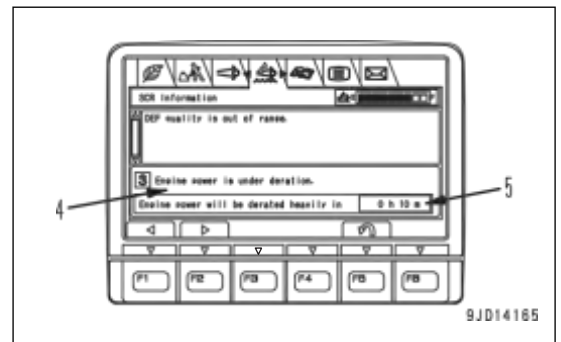 SCR Information
DEF quality is out of range.
3 Engine power is under deration.
4
5
Engine power will be derated heavily in 0 h 10 m
F1 F2 F3 F4 F5 F6
9JD14165